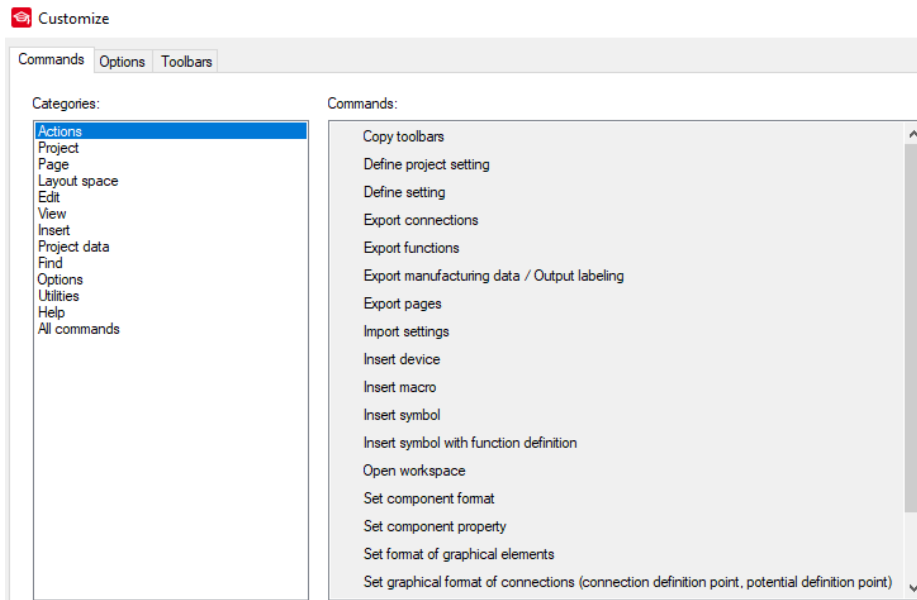 Customize
Commands Options Toolbars
Categories:
Actions
Project
Page
Layout space
Edit
View
Insert
Project data
Find
Options
Utilities
Help
All commands
Commands:
Copy toolbars
Define project setting
Define setting
Export connections
Export functions
Export manufacturing data / Output labeling
Export pages
Import settings
Insert device
Insert macro
Insert symbol
Insert symbol with function definition
Open workspace
Set component format
Set component property
Set format of graphical elements
Set graphical format of connections (connection definition point, potential definition point)